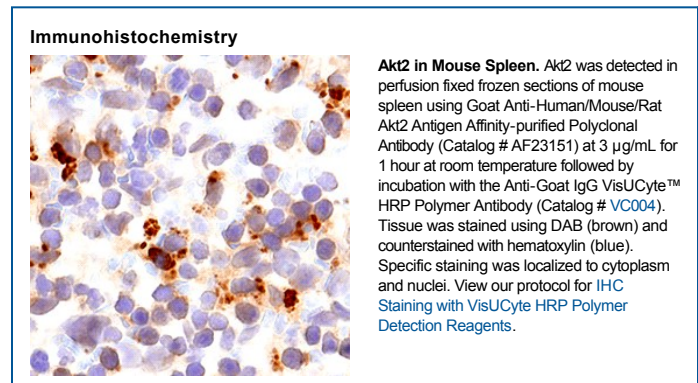 Immunohistochemistry
Akt2 in Mouse Spleen. Akt2 was detected in
perfusion fixed frozen sections of mouse
spleen using Goat Anti-Human/Mouse/Rat
Akt2 Antigen Affinity-purified Polyclonal
Antibody (Catalog # AF23151) at 3 µg/mL for
1 hour at room temperature followed by
incubation with the Anti-Goat IgG VisUCyte™
HRP Polymer Antibody (Catalog # VC004).
Tissue was stained using DAB (brown) and
counterstained with hematoxylin (blue).
Specific staining was localized to cytoplasm
and nuclei. View our protocol for IHC
Staining with VisUCyte HRP Polymer
Detection Reagents.